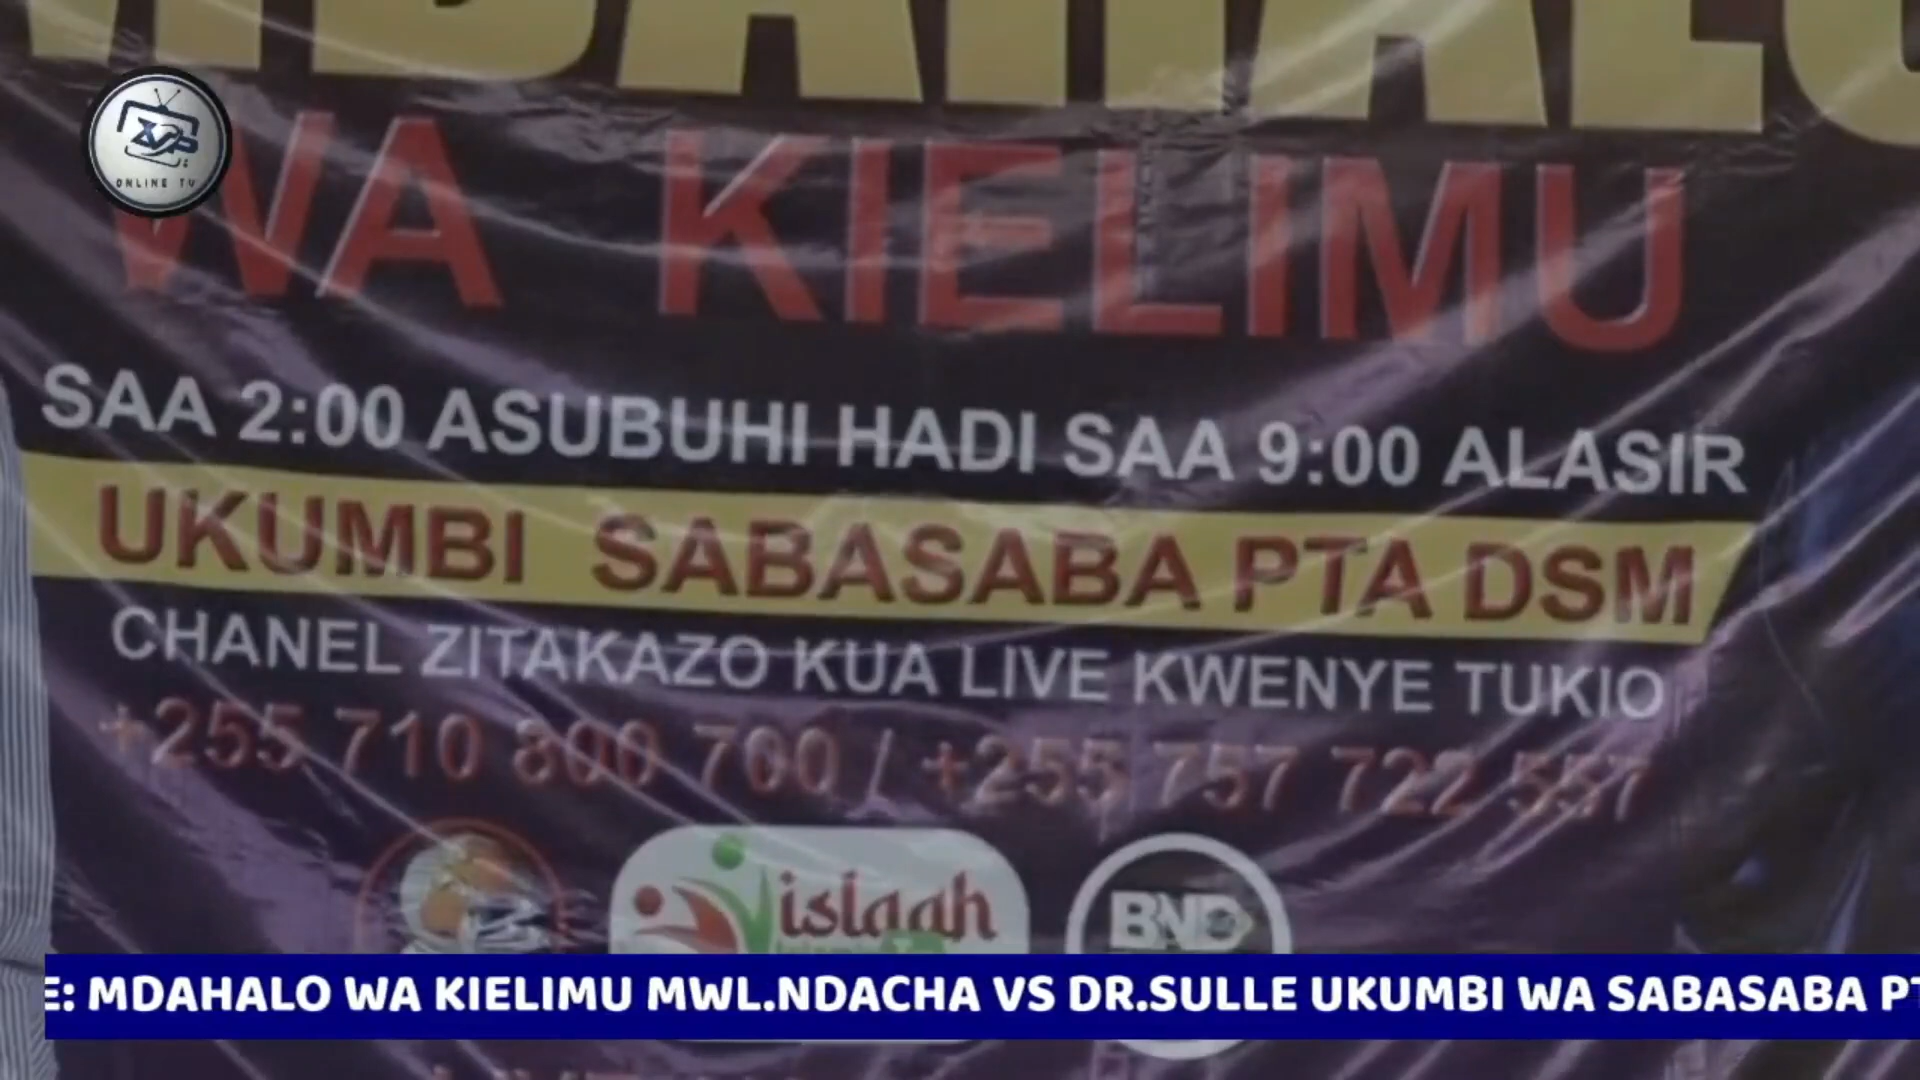 MDAHALO
WA KIELIMU
ONLINE TV
SAA 2:00 ASUBUHI HADI SAA 9:00 ALASIR
UKUMBI SABASABA PTA DSM
CHANEL ZITAKAZO KUA LIVE KWENYE TUKIO
+255 710 800 700 / +255 757 722 557
islaah
BND
E: MDAHALO WA KIELIMU MWL.NDACHA VS DR.SULLE UKUMBI WA SABASABA PT